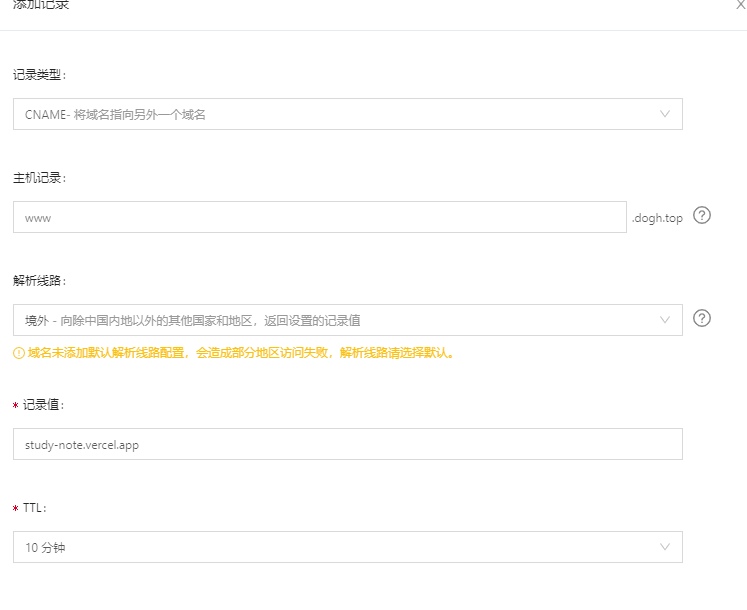 添加记录
X
记录类型:
CNAME- 将域名指向另外一个域名
主机记录:
www
.dogh.top
?
解析线路:
境外 - 向除中国内地以外的其他国家和地区，返回设置的记录值
?
域名未添加默认解析线路配置，会造成部分地区访问失败，解析线路请选择默认。
* 记录值:
study-note.vercel.app
* TTL:
10 分钟